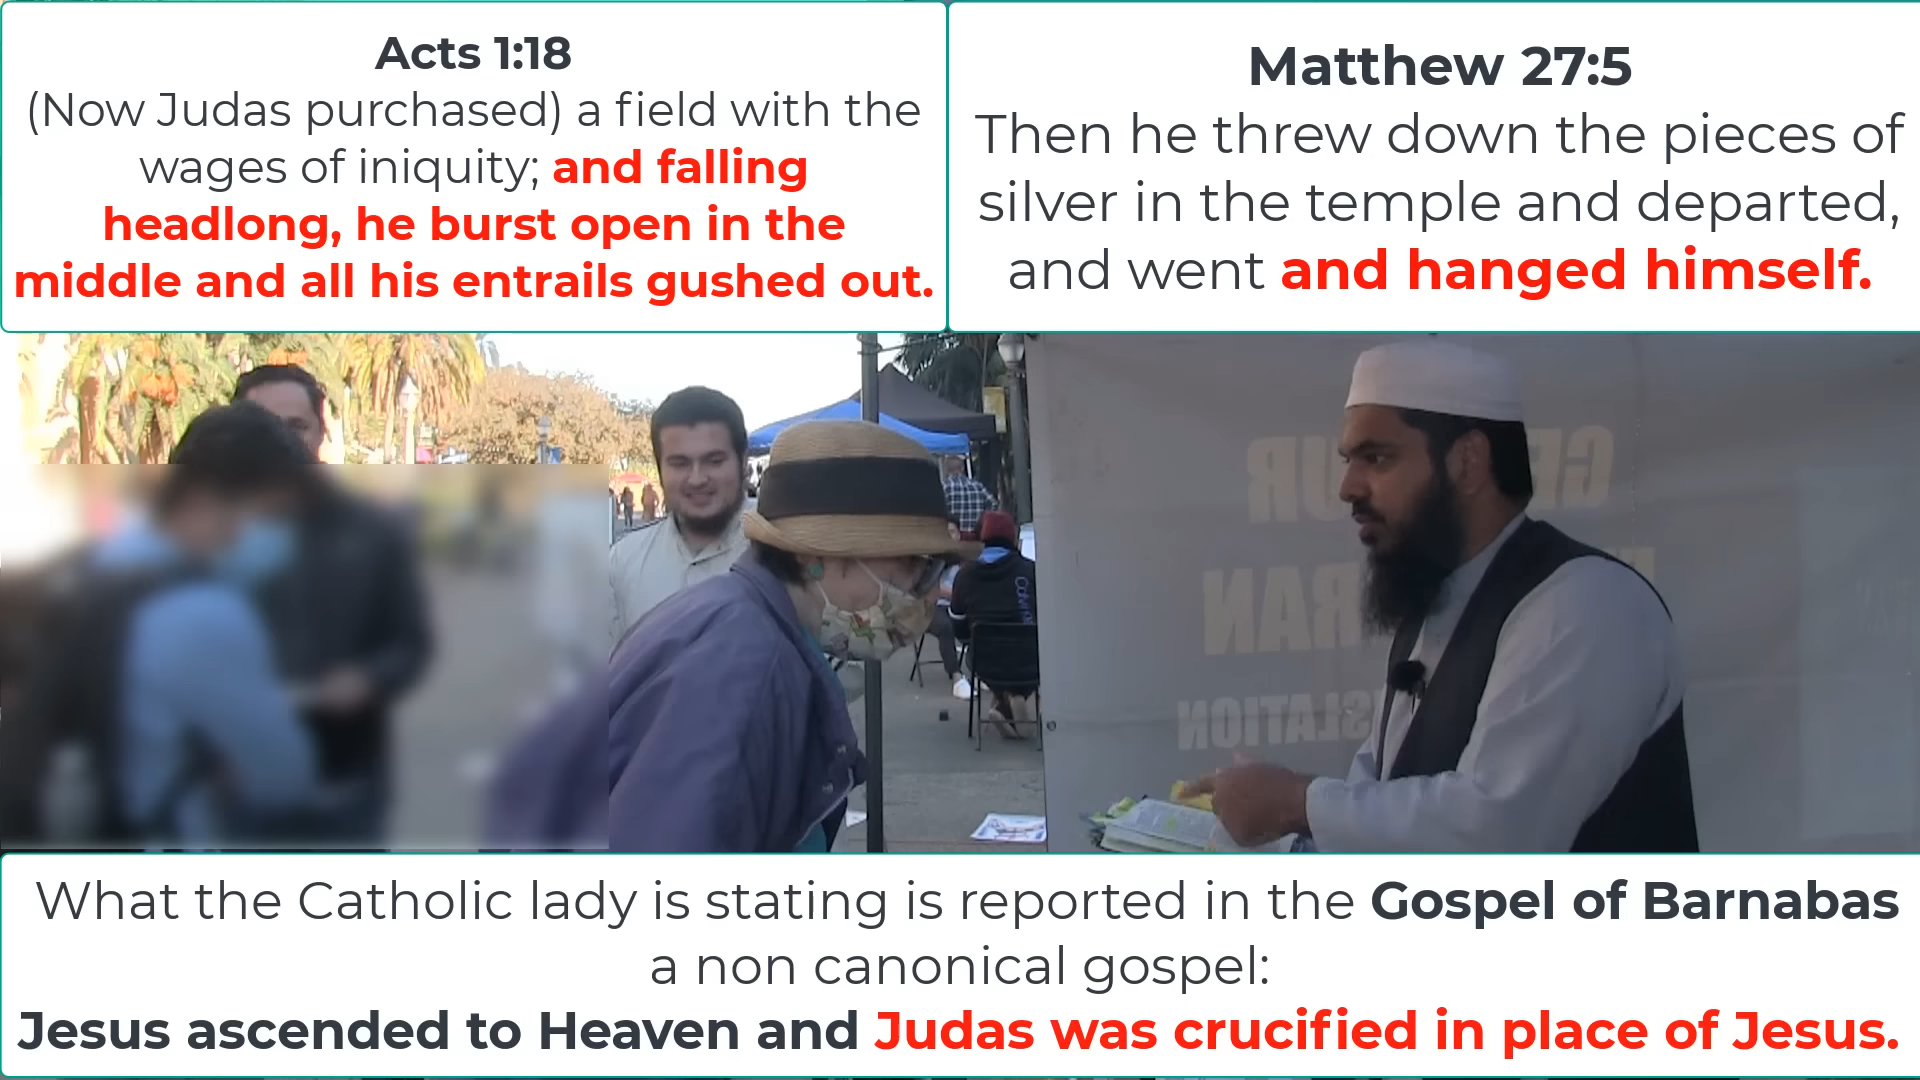 Acts 1:18
(Now Judas purchased) a field with the
wages of iniquity; and falling
headlong, he burst open in the
middle and all his entrails gushed out.
Matthew 27:5
Then he threw down the pieces of
silver in the temple and departed,
and went and hanged himself.
RAN
SLATION
What the Catholic lady is stating is reported in the Gospel of Barnabas
a non canonical gospel:
Jesus ascended to Heaven and Judas was crucified in place of Jesus.